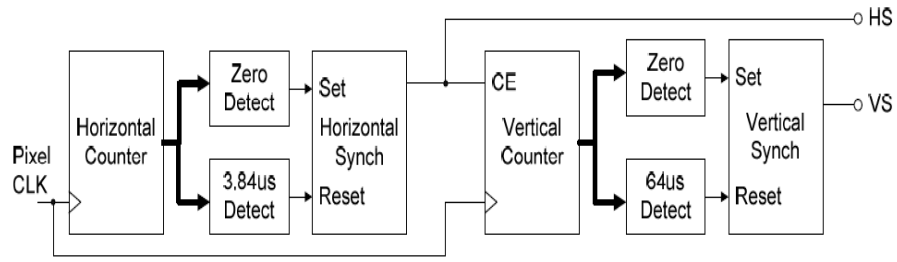 HS
Zero
Detect
Set
Horizontal
Counter
Horizontal
Synch
Pixel
CLK
3.84us
Detect
Reset
CE
Vertical
Counter
Zero
Detect
Set
VS
Vertical
Synch
64us
Detect
Reset